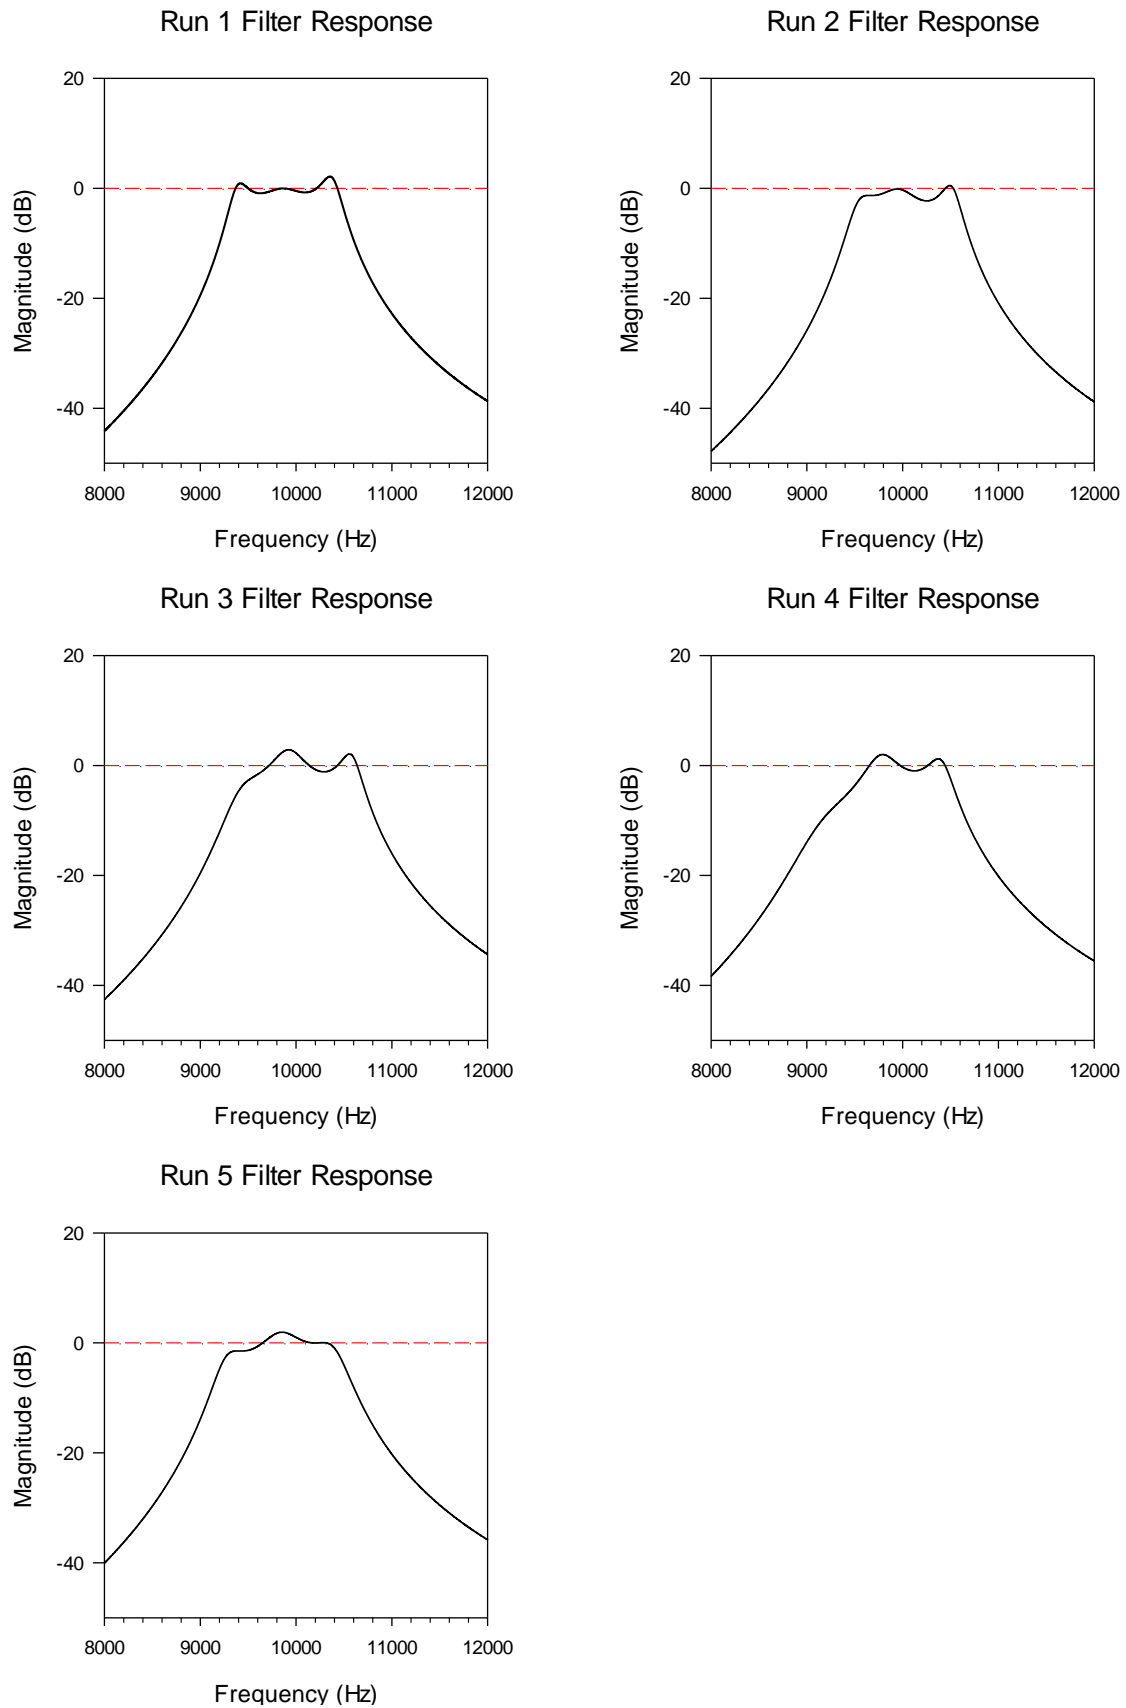 Run 1 Filter Response
Run 2 Filter Response
20
0
-20
-40
Magnitude (dB)
8000 9000 10000 11000 12000
Frequency (Hz)
20
0
-20
-40
Magnitude (dB)
8000 9000 10000 11000 12000
Frequency (Hz)
Run 3 Filter Response
Run 4 Filter Response
20
0
-20
-40
Magnitude (dB)
8000 9000 10000 11000 12000
Frequency (Hz)
20
0
-20
-40
Magnitude (dB)
8000 9000 10000 11000 12000
Frequency (Hz)
Run 5 Filter Response
20
0
-20
-40
Magnitude (dB)
8000 9000 10000 11000 12000
Frequency (Hz)